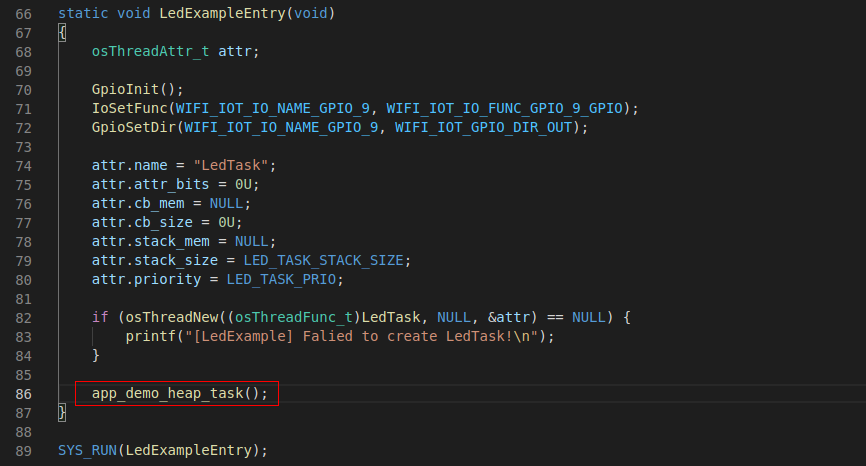 66 static void LedExampleEntry(void)
67 {
68     osThreadAttr_t attr;
69
70     GpioInit();
71     IoSetFunc(WIFI_IOT_IO_NAME_GPIO_9, WIFI_IOT_IO_FUNC_GPIO_9_GPIO);
72     GpioSetDir(WIFI_IOT_IO_NAME_GPIO_9, WIFI_IOT_GPIO_DIR_OUT);
73
74     attr.name = "LedTask";
75     attr.attr_bits = 0U;
76     attr.cb_mem = NULL;
77     attr.cb_size = 0U;
78     attr.stack_mem = NULL;
79     attr.stack_size = LED_TASK_STACK_SIZE;
80     attr.priority = LED_TASK_PRIO;
81
82     if (osThreadNew((osThreadFunc_t)LedTask, NULL, &attr) == NULL) {
83         printf("[LedExample] Falied to create LedTask!\n");
84     }
85
86     app_demo_heap_task();
87 }
88
89 SYS_RUN(LedExampleEntry);